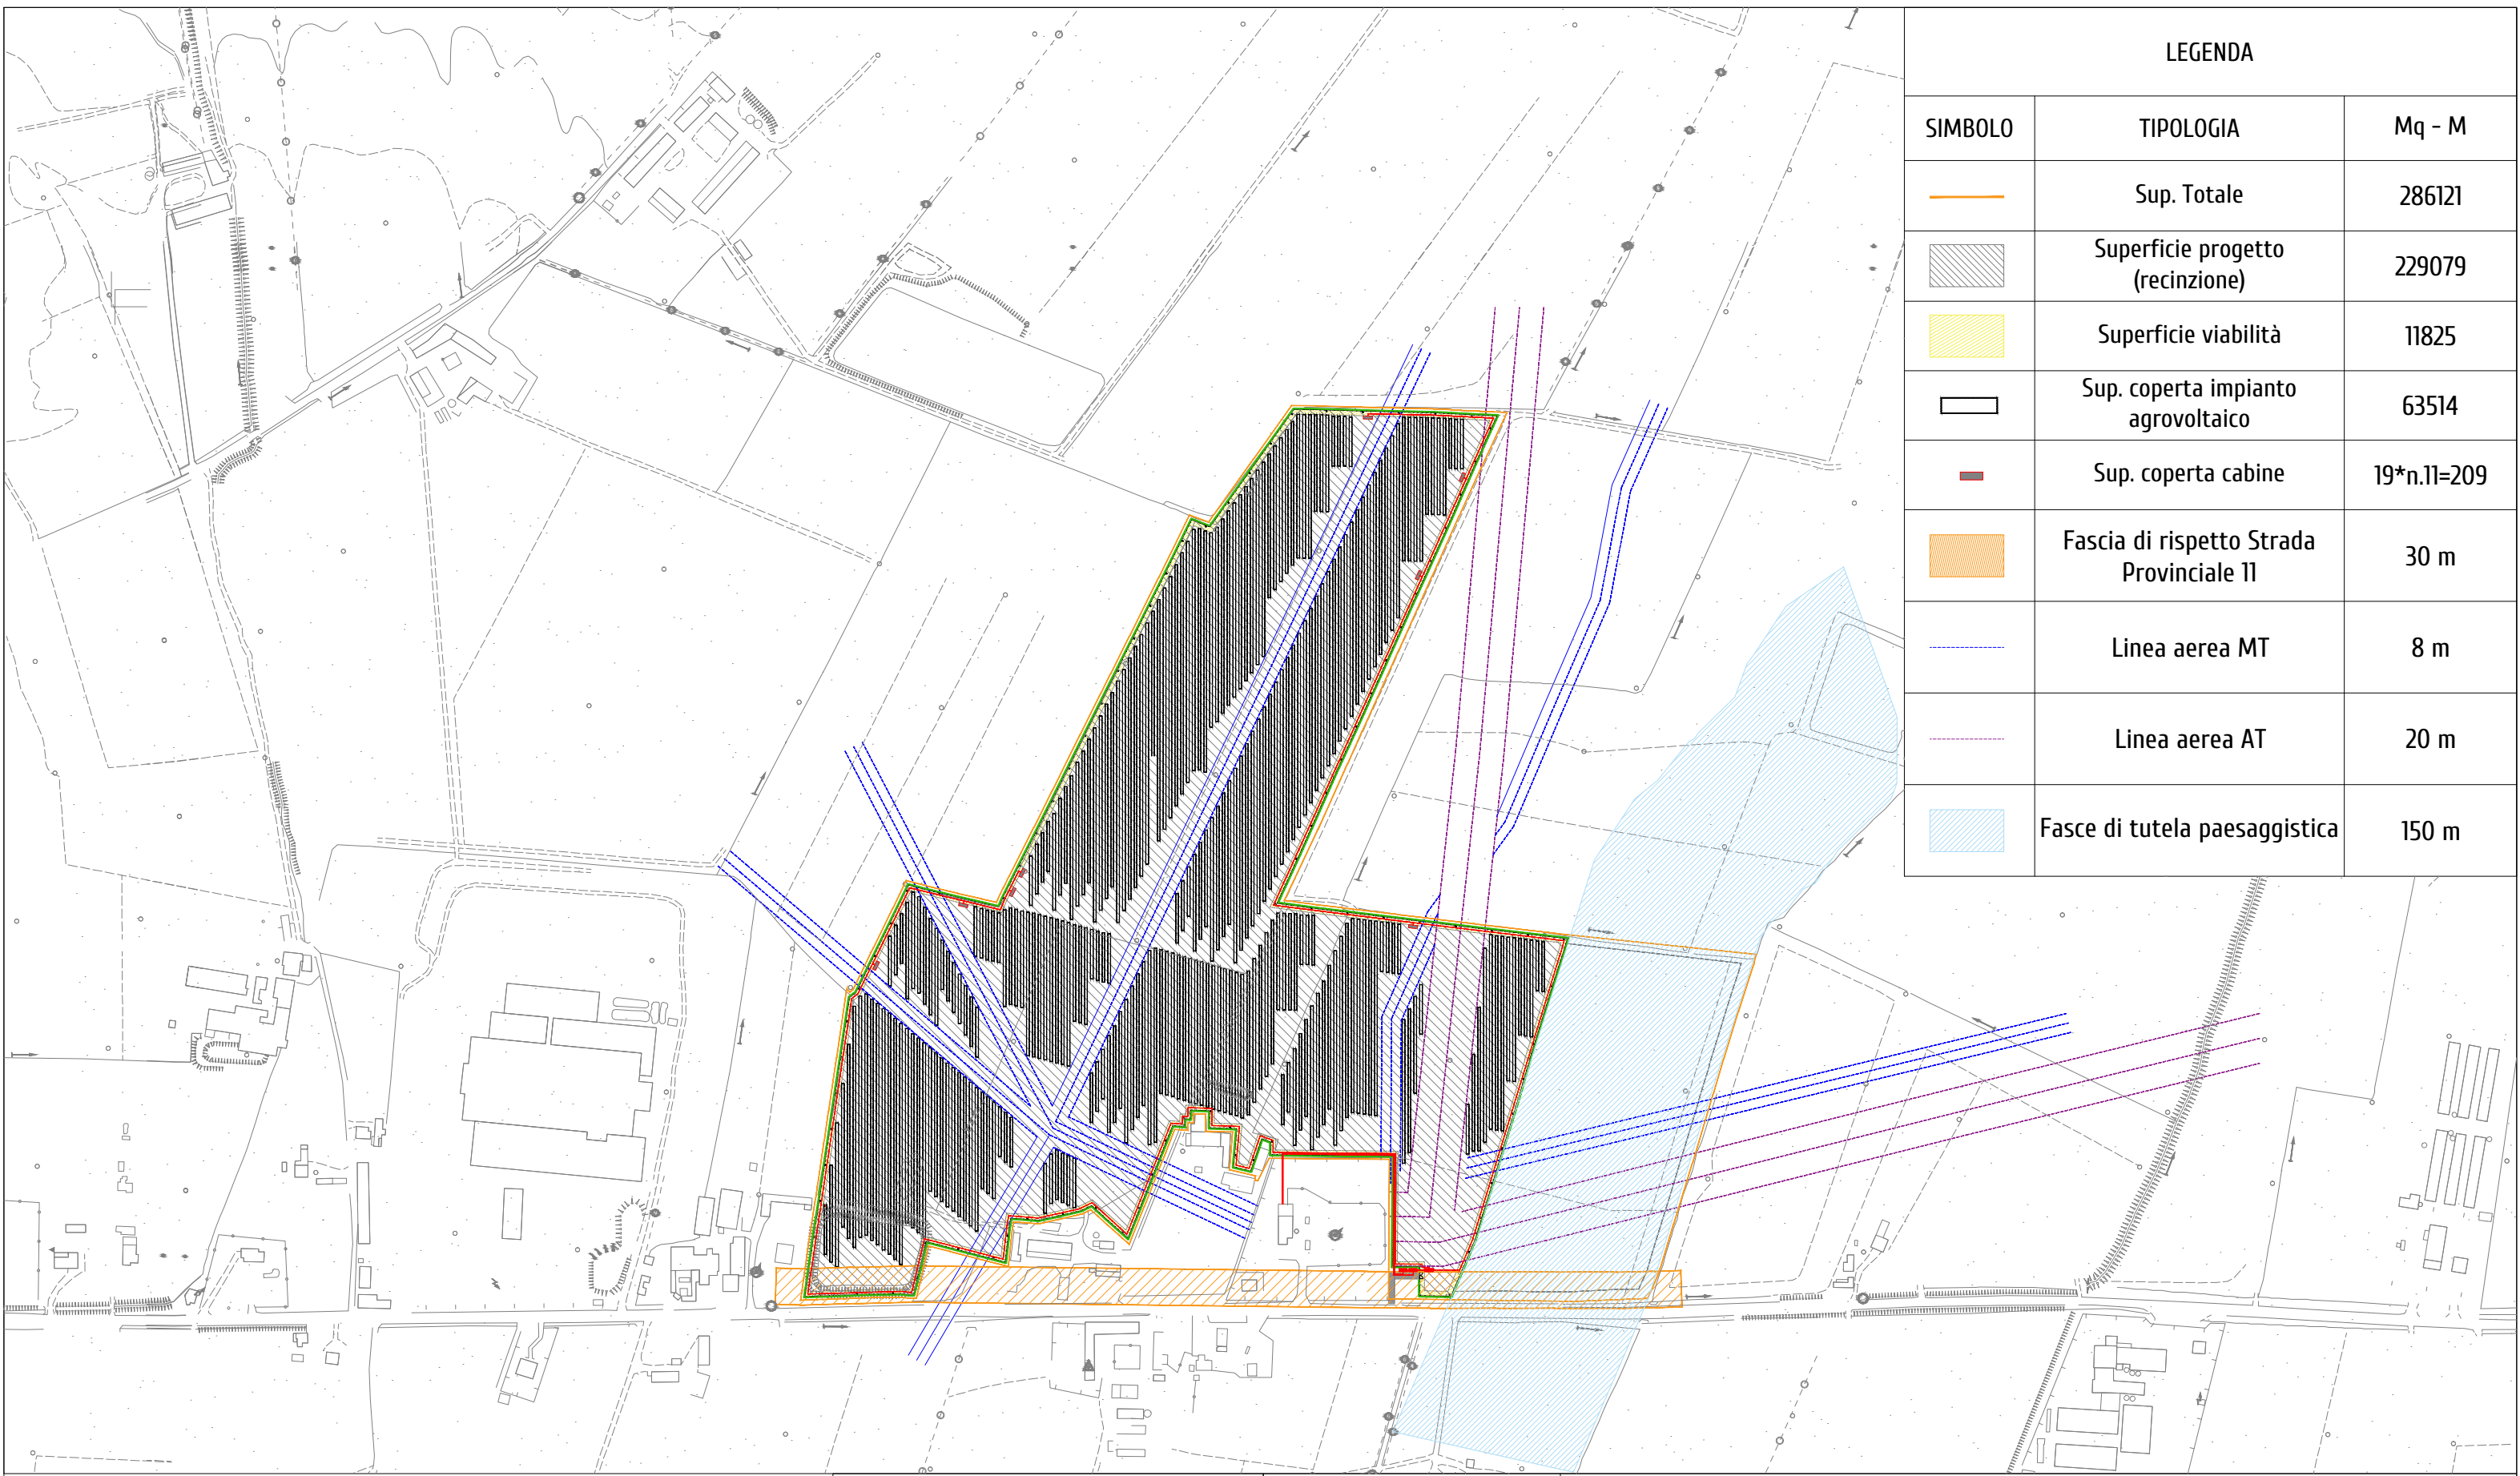 LEGENDA
SIMBOLO TIPOLOGIA Mq - M
Sup. Totale 286121
Superficie progetto
(recinzione) 229079
Superficie viabilità 11825
Sup. coperta impianto
agrovoltaico 63514
Sup. coperta cabine 19*n.11=209
Fascia di rispetto Strada
Provinciale 11 30 m
Linea aerea MT 8 m
Linea aerea AT 20 m
Fasce di tutela paesaggistica 150 m